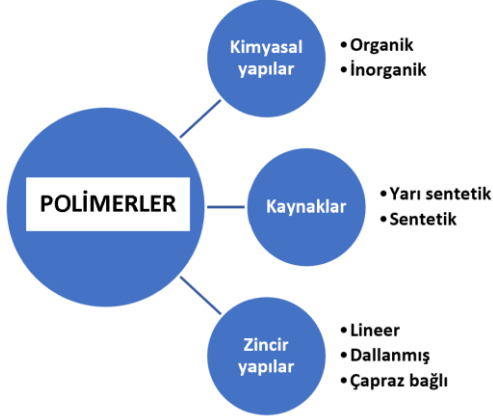 POLİMERLER
Kimyasal
yapılar
•Organik
•İnorganik
Kaynaklar
•Yarı sentetik
•Sentetik
Zincir
yapılar
•Lineer
•Dallanmış
•Çapraz bağlı